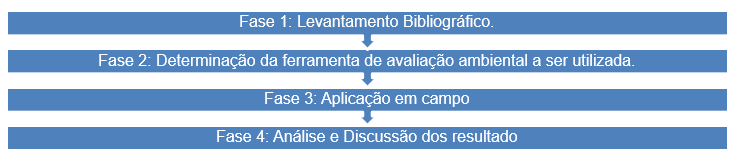 Fase 1: Levantamento Bibliográfico.
Fase 2: Determinação da ferramenta de avaliação ambiental a ser utilizada.
Fase 3: Aplicação em campo
Fase 4: Análise e Discussão dos resultado